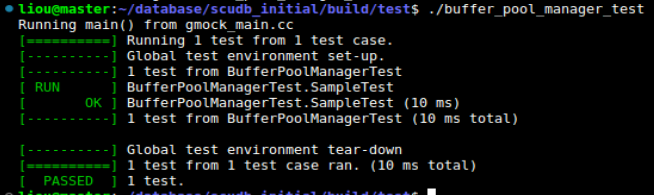 liou@master:~/database/scudb_initial/build/test$ ./buffer_pool_manager_test
Running main() from gmock_main.cc
[==========] Running 1 test from 1 test case.
[----------] Global test environment set-up.
[----------] 1 test from BufferPoolManagerTest
[ RUN      ] BufferPoolManagerTest.SampleTest
[       OK ] BufferPoolManagerTest.SampleTest (10 ms)
[----------] 1 test from BufferPoolManagerTest (10 ms total)
[----------] Global test environment tear-down
[==========] 1 test from 1 test case ran. (10 ms total)
[  PASSED  ] 1 test.
liou@master:~/database/scudb_initial/build/test$